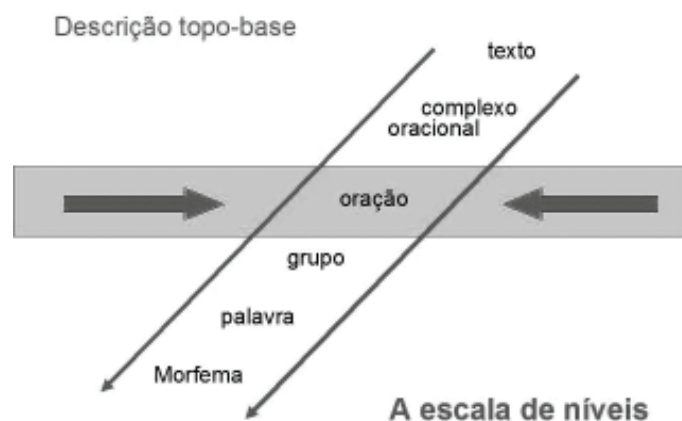 Descrição topo-base
texto
complexo
oracional
oração
grupo
palavra
Morfema
A escala de níveis